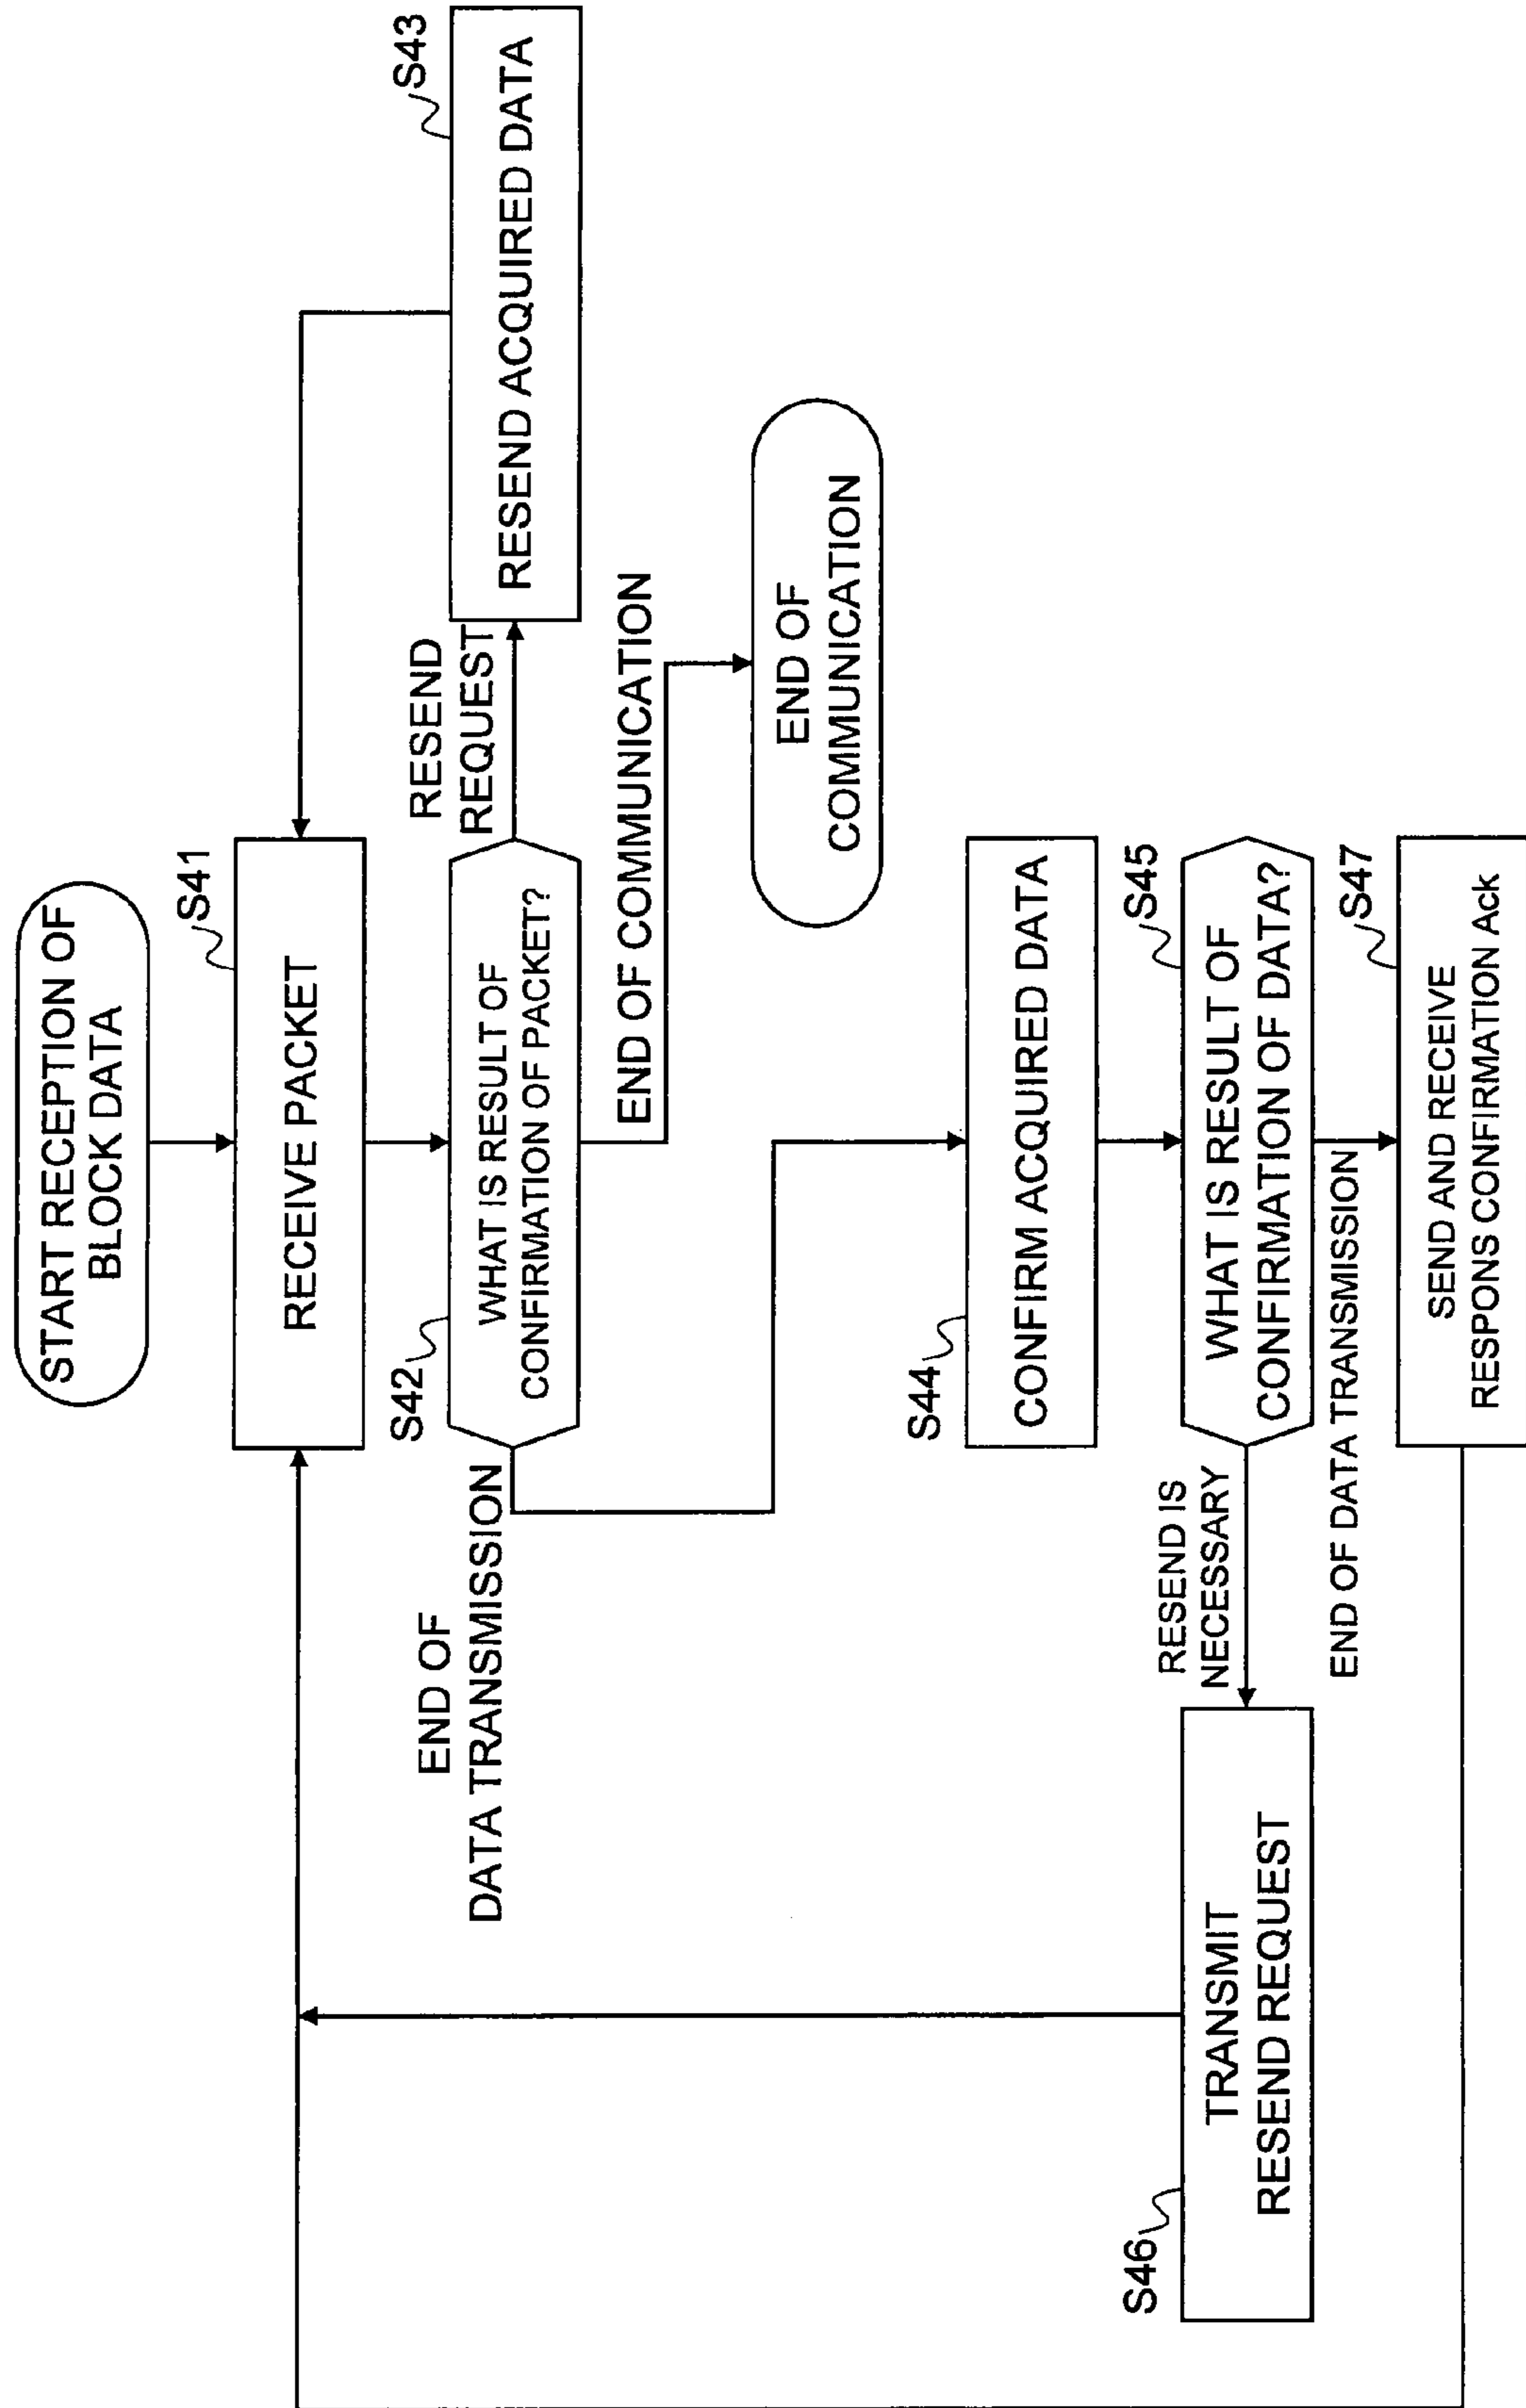 START RECEPTION OF
BLOCK DATA
S41
RECEIVE PACKET
S42
WHAT IS RESULT OF
CONFIRMATION OF PACKET?
RESEND
REQUEST
S43
RESEND ACQUIRED DATA
END OF COMMUNICATION
END OF
COMMUNICATION
END OF
DATA TRANSMISSION
S44
CONFIRM ACQUIRED DATA
S45
WHAT IS RESULT OF
CONFIRMATION OF DATA?
RESEND IS
NECESSARY
S46
TRANSMIT
RESEND REQUEST
END OF DATA TRANSMISSION
S47
SEND AND RECEIVE
RESPONS CONFIRMATION Ack